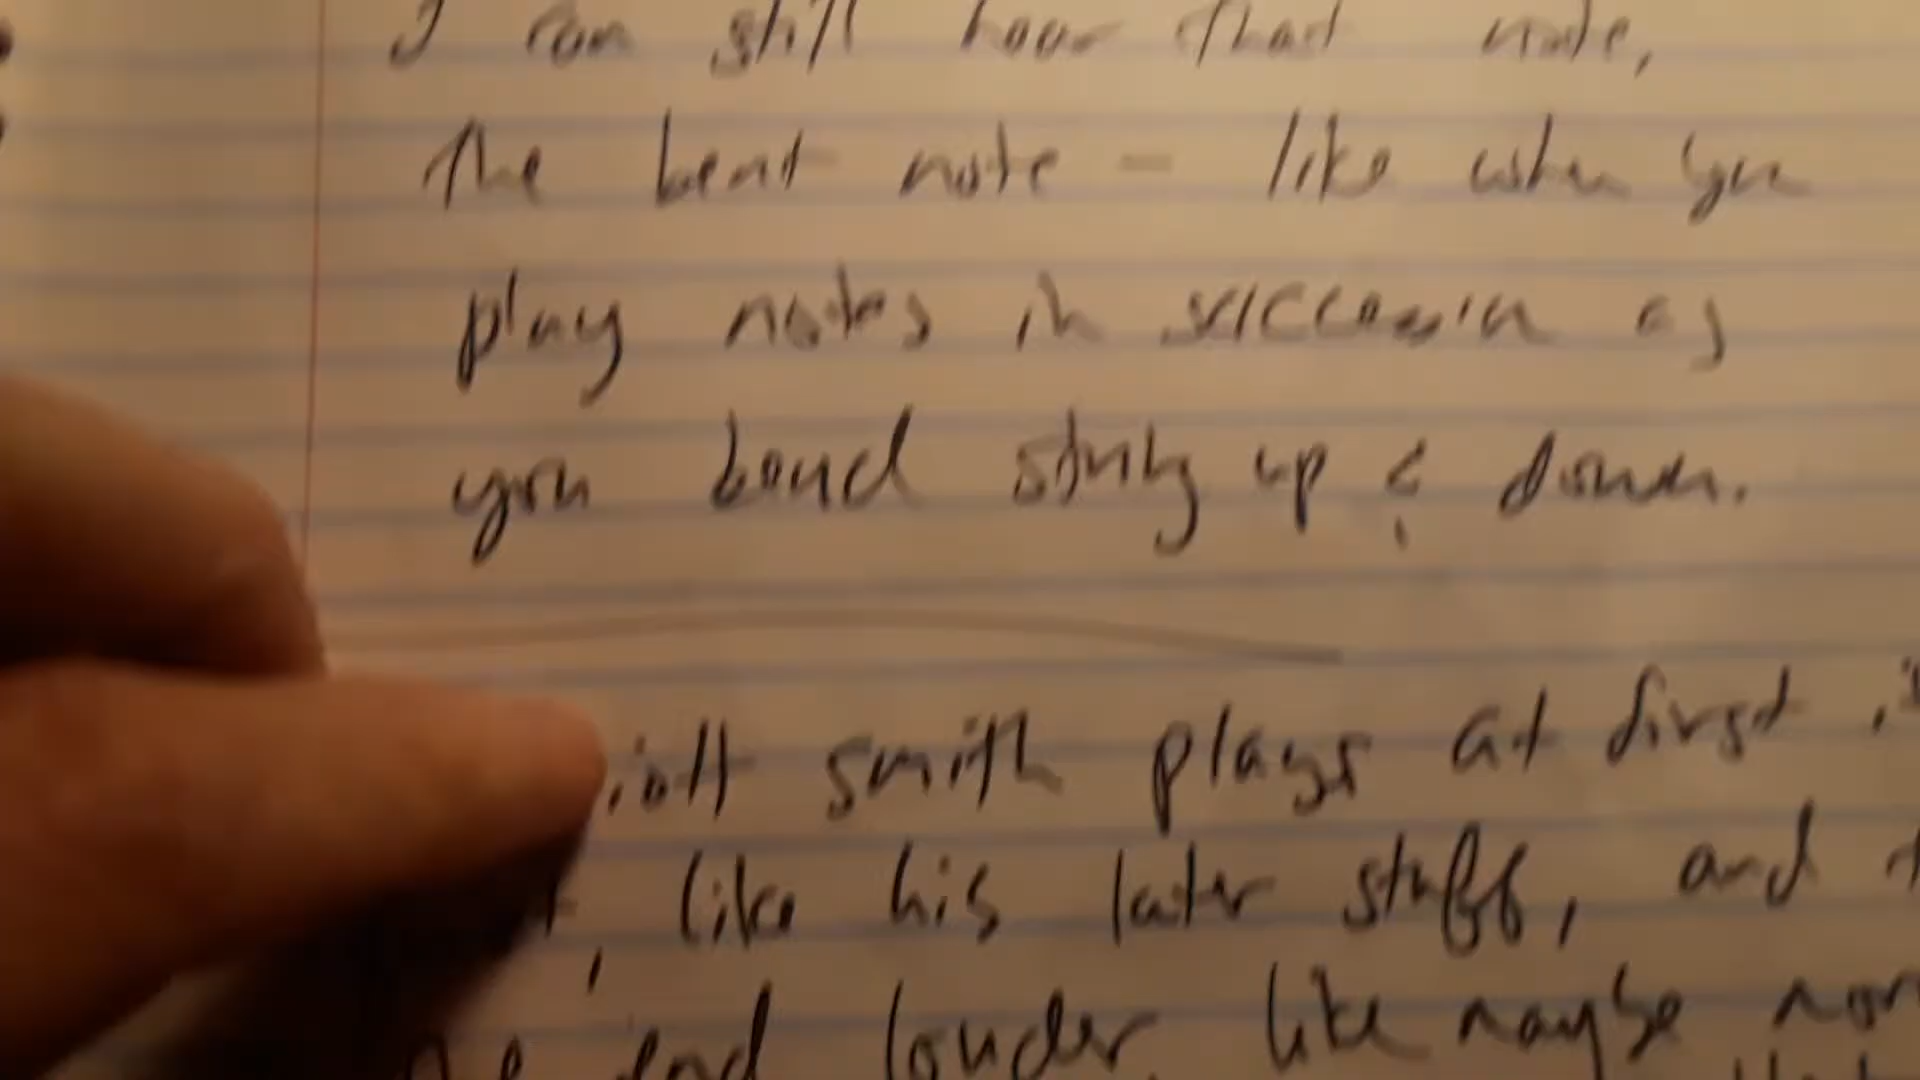 I can still hear that note,
The bent note - like when you
play notes in succession as
you bend string up & down.
iott smith plays at first
like his later stuff, and
end louder, like maybe